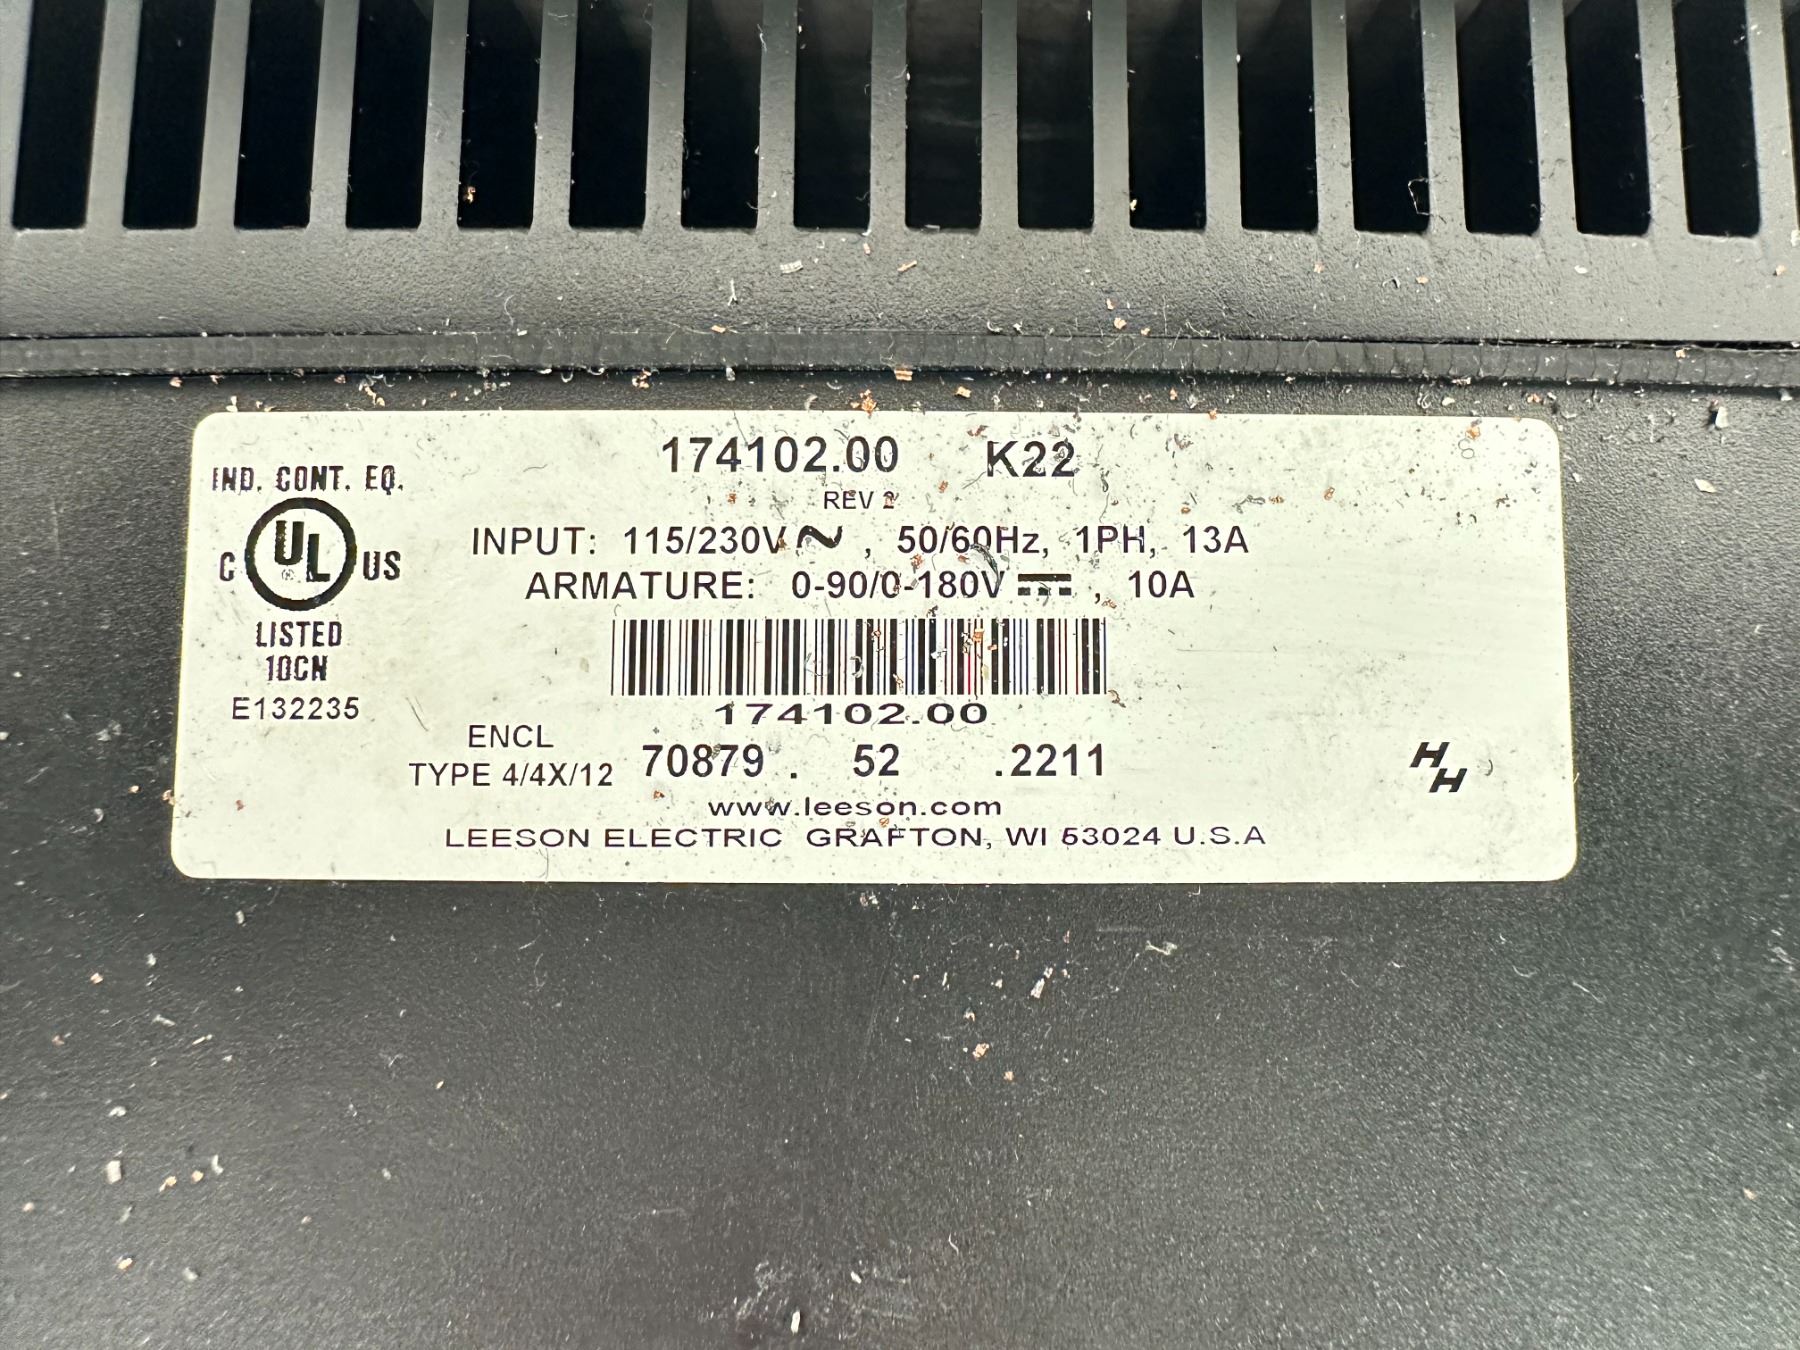 174102.00 K22
REV 2
IND. CONT. EQ.
C UL ® US
LISTED
10CN
E132235
INPUT: 115/230V ~ , 50/60Hz, 1PH, 13A
ARMATURE: 0-90/0-180V ⎓ , 10A
174102.00
ENCL
TYPE 4/4X/12 70879 . 52 .2211
HH
www.leeson.com
LEESON ELECTRIC GRAFTON, WI 53024 U.S.A